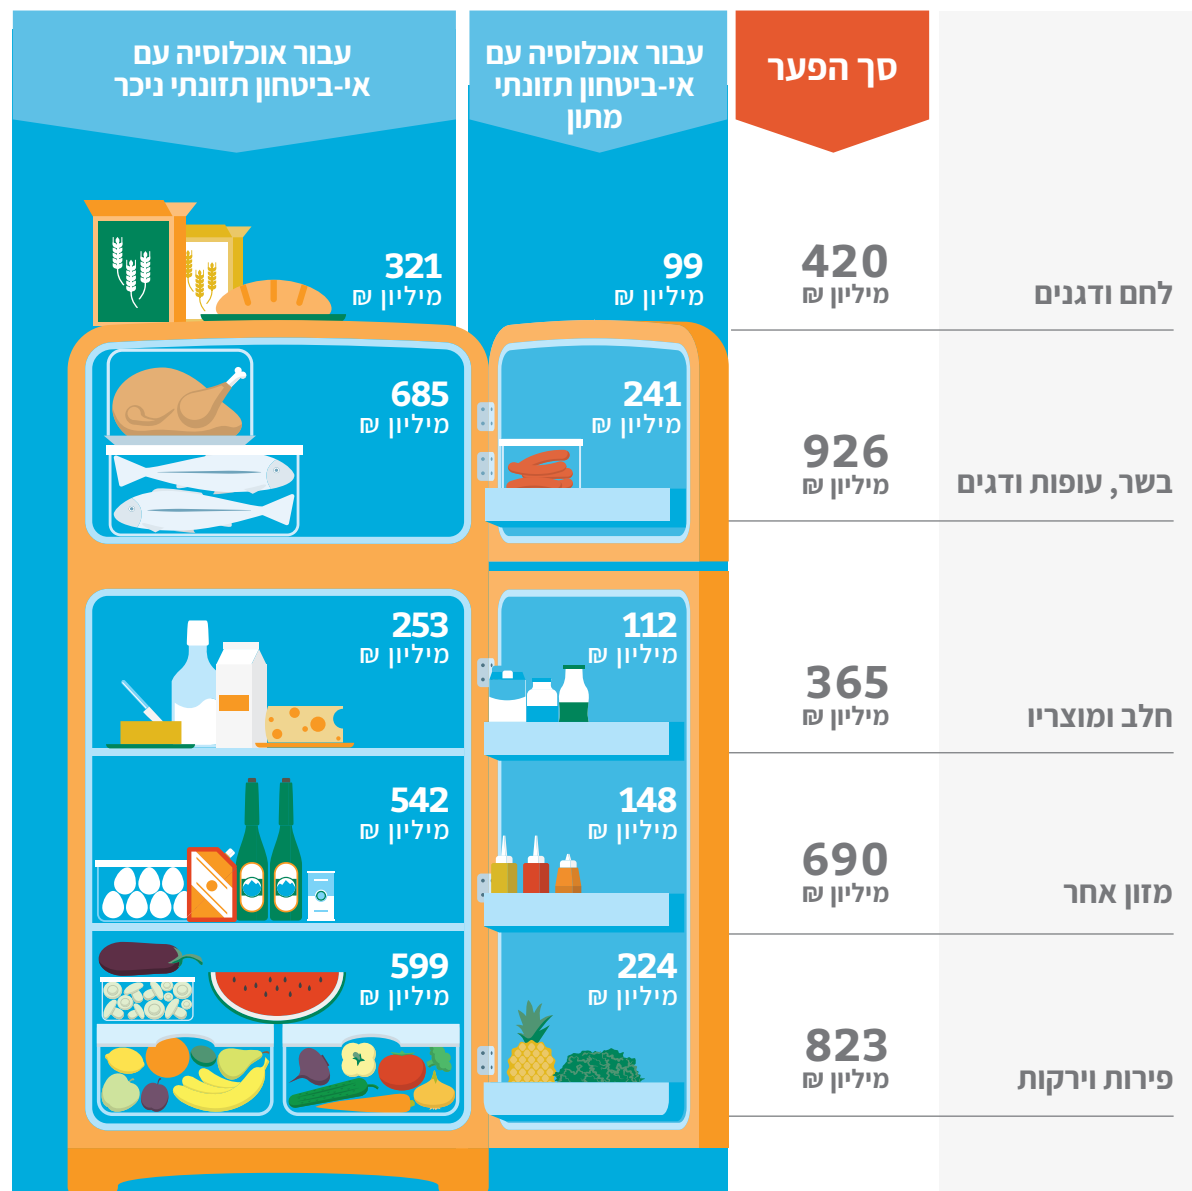 סך הפער
עבור אוכלוסיה עם
אי-ביטחון תזונתי
מתון
עבור אוכלוסיה עם
אי-ביטחון תזונתי ניכר
לחם ודגנים
420
מיליון ₪
99
מיליון ₪
321
מיליון ₪
בשר, עופות ודגים
926
מיליון ₪
241
מיליון ₪
685
מיליון ₪
חלב ומוצריו
365
מיליון ₪
112
מיליון ₪
253
מיליון ₪
מזון אחר
690
מיליון ₪
148
מיליון ₪
542
מיליון ₪
פירות וירקות
823
מיליון ₪
224
מיליון ₪
599
מיליון ₪